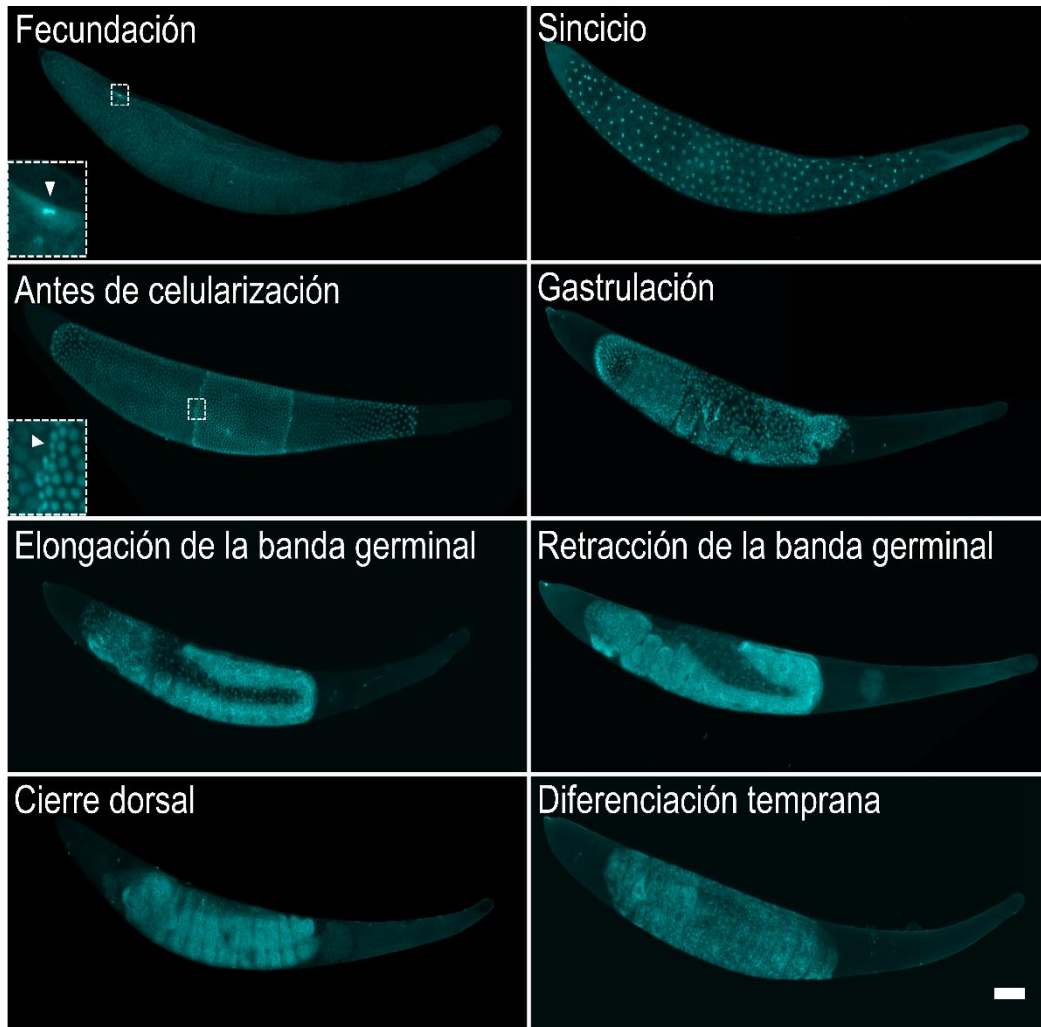 Fecundación
Sincicio
Antes de celularización
Gastrulación
Elongación de la banda germinal
Retracción de la banda germinal
Cierre dorsal
Diferenciación temprana